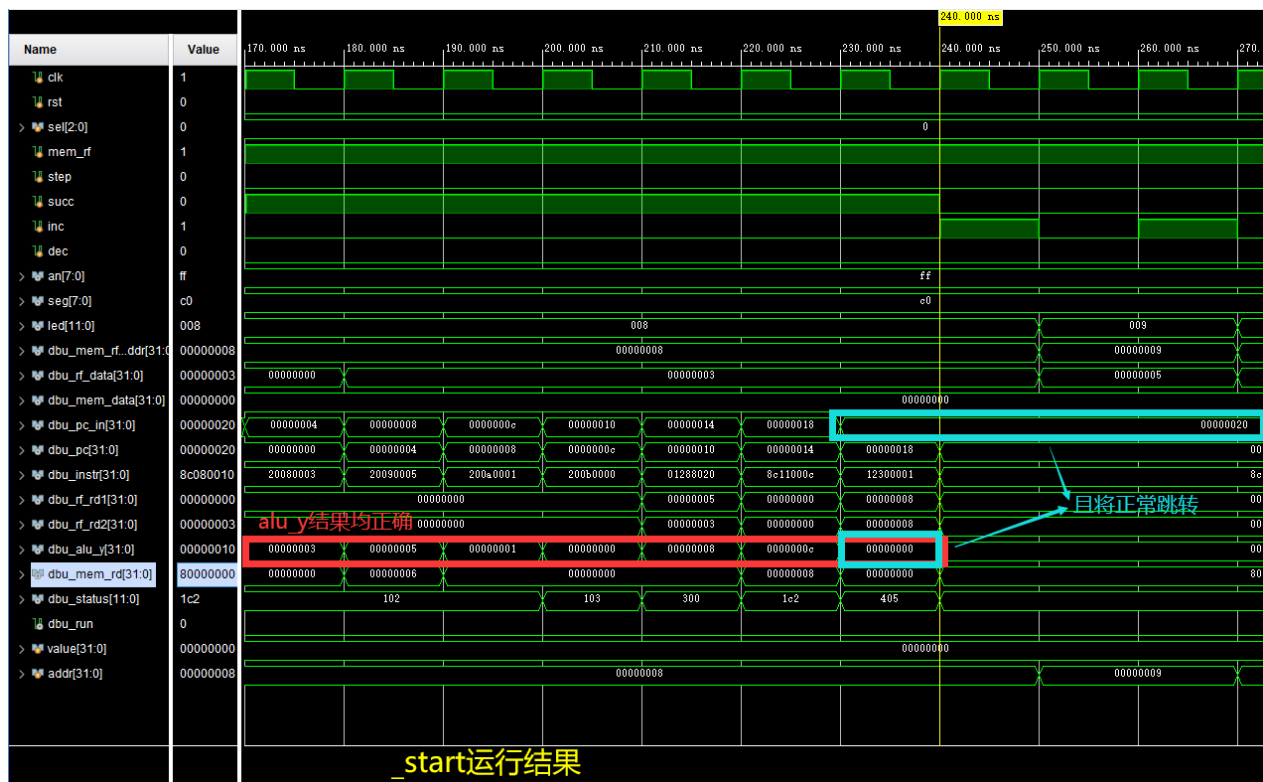 240.000 ns
Name Value 170.000 ns 180.000 ns 190.000 ns 200.000 ns 210.000 ns 220.000 ns 230.000 ns 240.000 ns 250.000 ns 260.000 ns 270.
clk 1
rst 0
sel[2:0] 0 0
mem_rf 1
step 0
succ 0
inc 1
dec 0
an[7:0] ff ff
seg[7:0] c0 c0
led[11:0] 008 008 009
dbu_mem_rf...ddr[31:0 00000008 00000008 00000009
dbu_rf_data[31:0] 00000003 00000000 00000003 00000005
dbu_mem_data[31:0] 00000000 00000000
dbu_pc_in[31:0] 00000020 00000004 00000008 0000000c 00000010 00000014 00000018 00000020
dbu_pc[31:0] 00000020 00000000 00000004 00000008 0000000c 00000010 00000014 00000018 00
dbu_instr[31:0] 8c080010 20080003 20090005 200a0001 200b0000 01288020 8c11000c 12300001 8c
dbu_rf_rd1[31:0] 00000000 00000000 00000005 00000000 00000008 00
且将正常跳转
dbu_rf_rd2[31:0] 00000003 00000000 00000003 00000000 00000008 00
alu_y结果均正确
dbu_alu_y[31:0] 00000010 00000003 00000005 00000001 00000000 00000008 0000000c 00000000 00
dbu_mem_rd[31:0] 80000000 00000000 00000006 00000000 00000008 00000000 80
dbu_status[11:0] 1c2 102 103 300 1c2 405
dbu_run 0
value[31:0] 00000000 00000000
addr[31:0] 00000008 00000008 00000009
_start运行结果